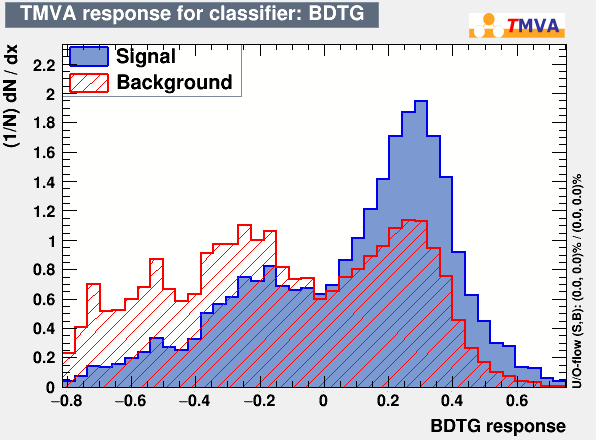 TMVA response for classifier: BDTG
TMVA
(1/N) dN / dx
Signal
Background
2.2
2
1.8
1.6
1.4
1.2
1
0.8
0.6
0.4
0.2
0
−0.8 −0.6 −0.4 −0.2 0 0.2 0.4 0.6
BDTG response
U/O-flow (S,B): (0.0, 0.0)% / (0.0, 0.0)%